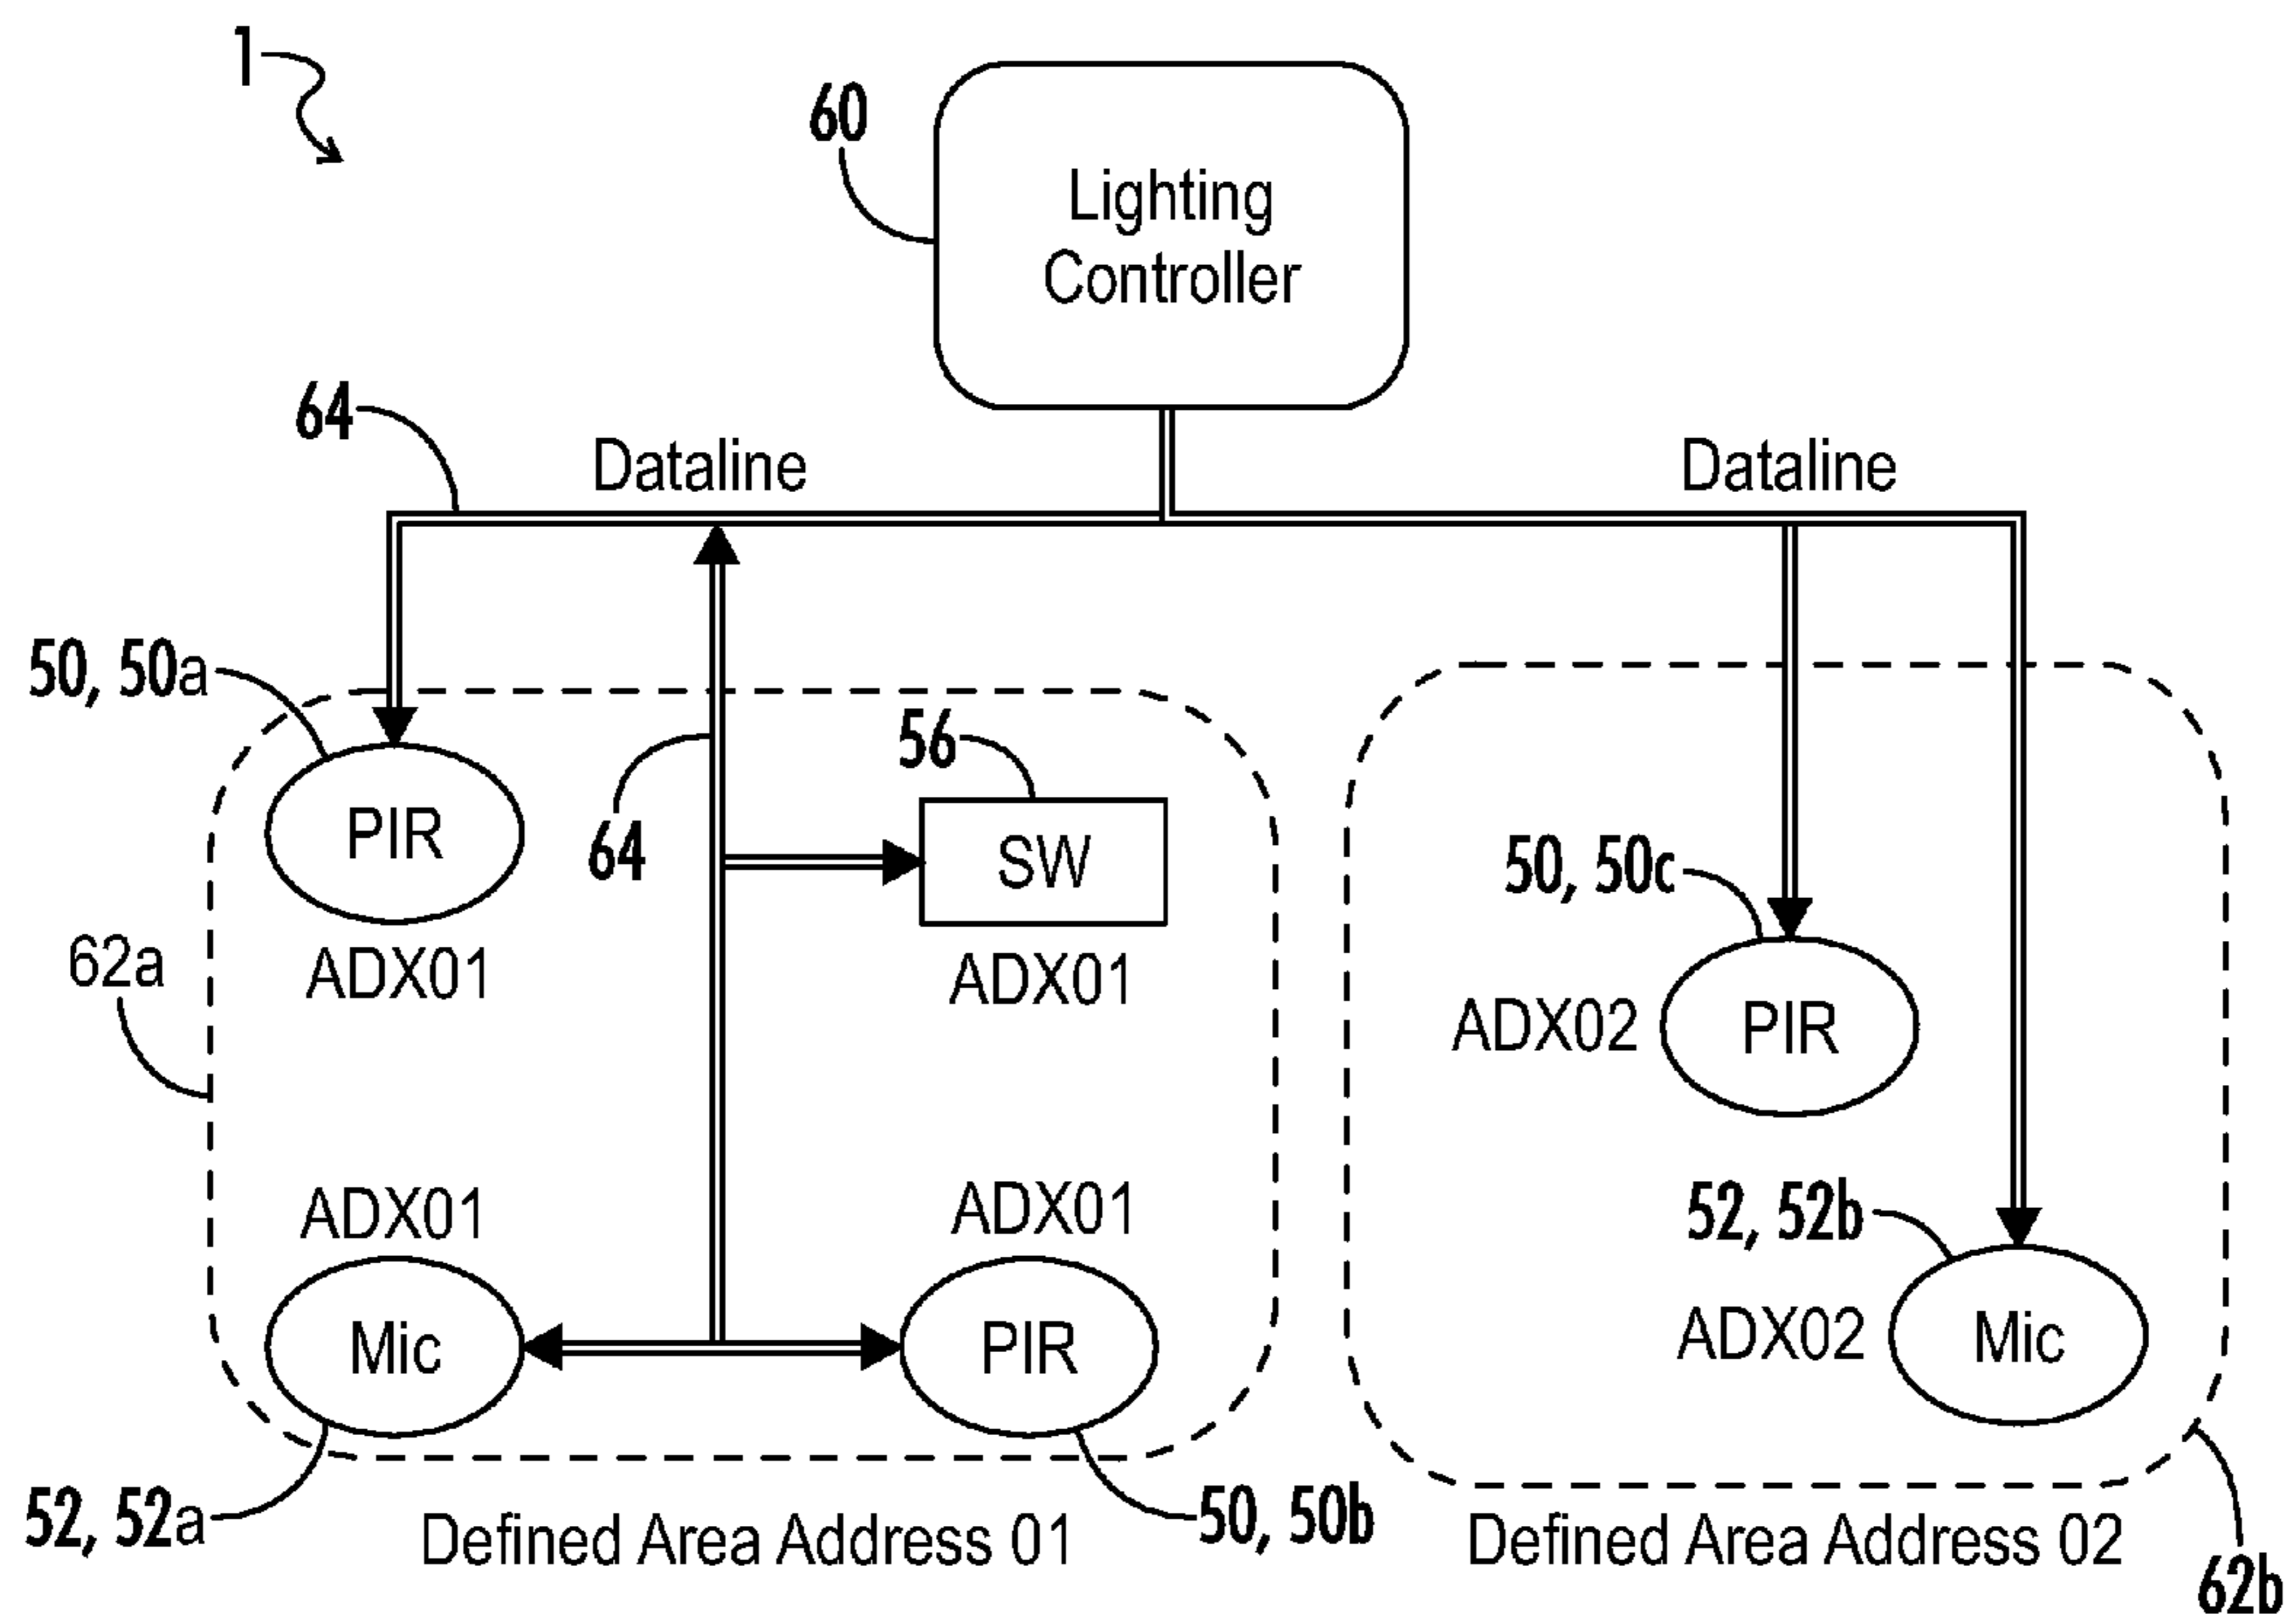 1
60
Lighting
Controller
64
Dataline
Dataline
50, 50a
56
PIR
64
SW
50, 50c
62a
ADX01
ADX01
ADX02
PIR
ADX01
ADX01
52, 52b
Mic
PIR
ADX02
Mic
52, 52a
Defined Area Address 01
50, 50b
Defined Area Address 02
62b